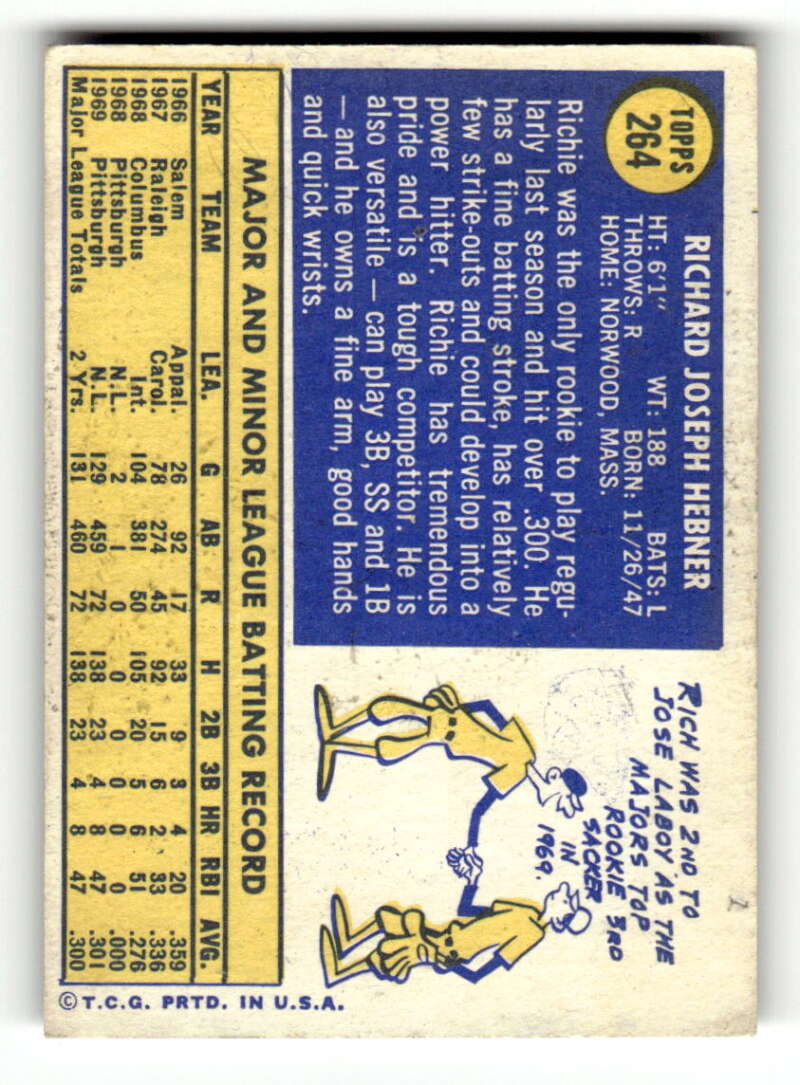 TOPPS
264
RICHARD JOSEPH HEBNER
HT: 6'1" WT: 188 BATS: L
THROWS: R BORN: 11/26/47
HOME: NORWOOD, MASS.
Richie was the only rookie to play regu-
larly last season and hit over .300. He
has a fine batting stroke, has relatively
few strike-outs and could develop into a
power hitter. Richie has tremendous
pride and is a tough competitor. He is
also versatile — can play 3B, SS and 1B
— and he owns a fine arm, good hands
and quick wrists.
RICH WAS 2ND TO
JOSE LABOY AS THE
MAJORS TOP
ROOKIE 3RD
SACKER
IN
1969.
MAJOR AND MINOR LEAGUE BATTING RECORD
YEAR TEAM LEA. G AB R H 2B 3B HR RBI AVG.
1966 Salem Appal. 26 92 17 33 9 3 4 20 .359
1967 Raleigh Carol. 78 274 45 92 15 6 2 33 .336
1968 Columbus Int. 104 381 50 105 20 5 6 51 .276
1968 Pittsburgh N.L. 2 1 0 0 0 0 0 0 .000
1969 Pittsburgh N.L. 129 459 72 138 23 4 8 47 .301
Major League Totals 2 Yrs. 131 460 72 138 23 4 8 47 .300
© T.C.G. PRTD. IN U.S.A.